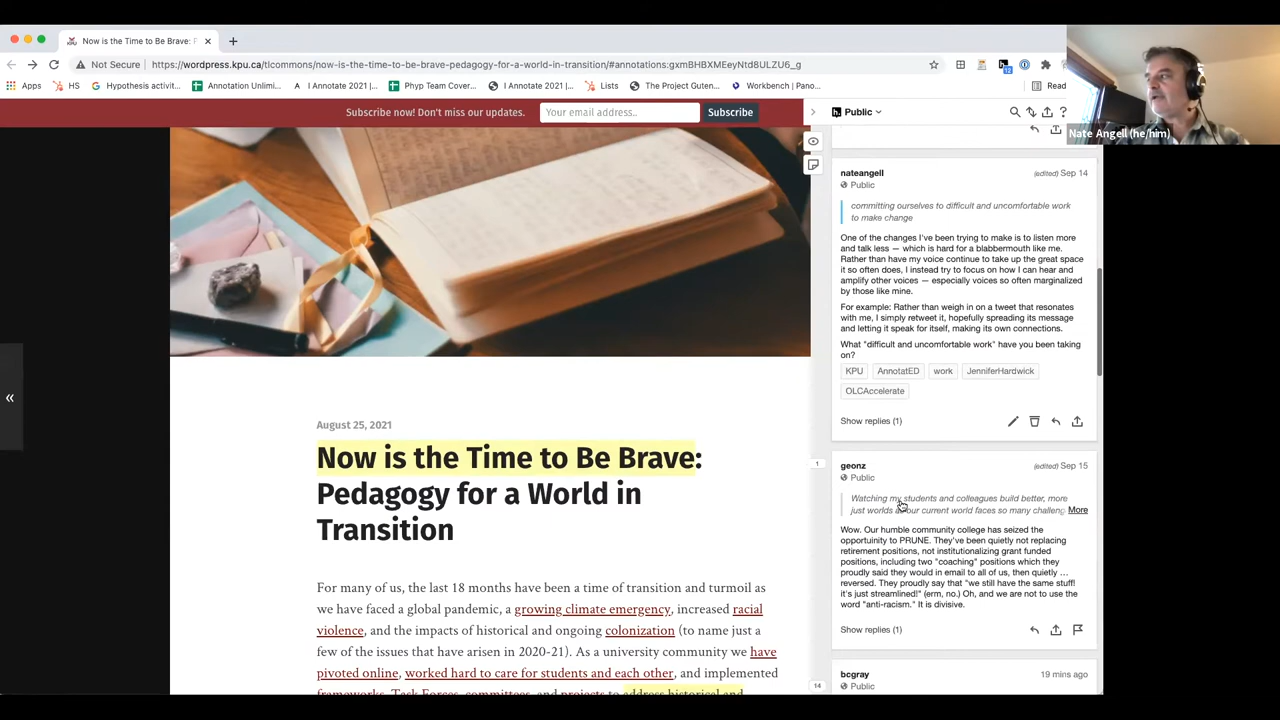 Now is the Time to Be Brave: P
Not Secure
https://wordpress.kpu.ca/tlcommons/now-is-the-time-to-be-brave-pedagogy-for-a-world-in-transition/#annotations:gxmBHBXMEeyNtd8ULZU6_g
Apps
HS
Hypothesis activit...
Annotation Unlimi...
I Annotate 2021 |...
Phyp Team Cover...
I Annotate 2021 |...
Lists
The Project Guten...
Workbench | Pano...
Read
12
Nate Angell (he/him)
Subscribe now! Don't miss our updates.
Your email address..
Subscribe
Public
August 25, 2021
Now is the Time to Be Brave:
Pedagogy for a World in
Transition
For many of us, the last 18 months have been a time of transition and turmoil as
we have faced a global pandemic, a growing climate emergency, increased racial
violence, and the impacts of historical and ongoing colonization (to name just a
few of the issues that have arisen in 2020-21). As a university community we have
pivoted online, worked hard to care for students and each other, and implemented
frameworks, Task Forces, committees, and projects to address historical and
nateangell
(edited) Sep 14
Public
committing ourselves to difficult and uncomfortable work
to make change
One of the changes I've been trying to make is to listen more
and talk less — which is hard for a blabbermouth like me.
Rather than have my voice continue to take up the great space
it so often does, I instead try to focus on how I can hear and
amplify other voices — especially voices so often marginalized
by those like mine.
For example: Rather than weigh in on a tweet that resonates
with me, I simply retweet it, hopefully spreading its message
and letting it speak for itself, making its own connections.
What "difficult and uncomfortable work" have you been taking
on?
KPU
AnnotatED
work
JenniferHardwick
OLCAccelerate
Show replies (1)
1
geonz
(edited) Sep 15
Public
Watching my students and colleagues build better, more
just worlds as our current world faces so many challeng
More
Wow. Our humble community college has seized the
opportuinity to PRUNE. They've been quietly not replacing
retirement positions, not institutionalizing grant funded
positions, including two "coaching" positions which they
proudly said they would in email to all of us, then quietly ...
reversed. They proudly say that "we still have the same stuff!
it's just streamlined!" (erm, no.) Oh, and we are not to use the
word "anti-racism." It is divisive.
Show replies (1)
14
bcgray
19 mins ago
Public